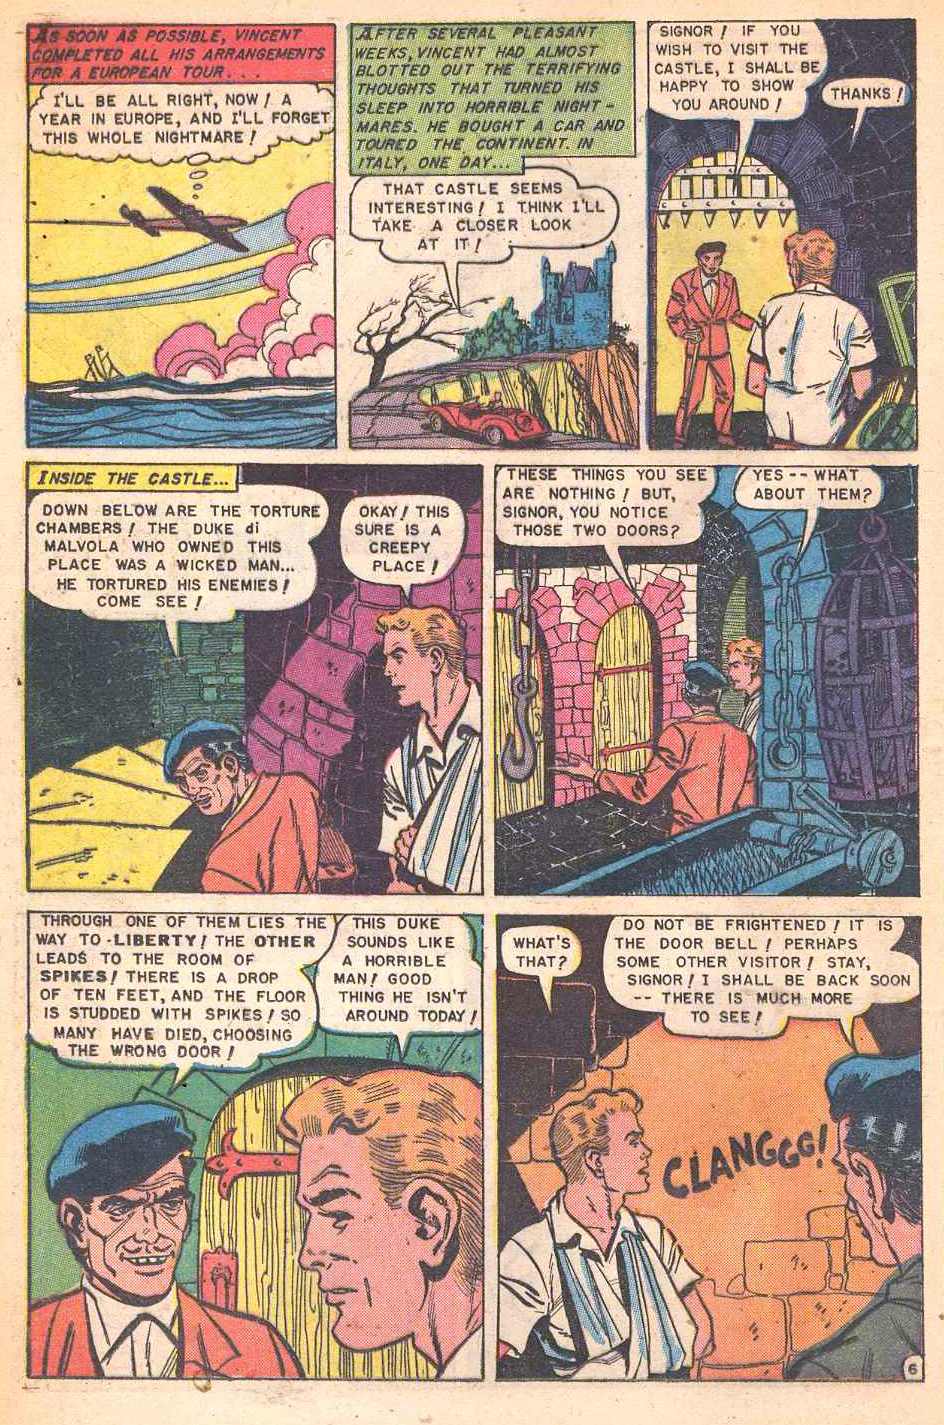 AS SOON AS POSSIBLE, VINCENT
COMPLETED ALL HIS ARRANGEMENTS
FOR A EUROPEAN TOUR...
I'LL BE ALL RIGHT, NOW! A
YEAR IN EUROPE, AND I'LL FORGET
THIS WHOLE NIGHTMARE!
AFTER SEVERAL PLEASANT
WEEKS, VINCENT HAD ALMOST
BLOTTED OUT THE TERRIFYING
THOUGHTS THAT TURNED HIS
SLEEP INTO HORRIBLE NIGHT-
MARES. HE BOUGHT A CAR AND
TOURED THE CONTINENT. IN
ITALY, ONE DAY...
THAT CASTLE SEEMS
INTERESTING! I THINK I'LL
TAKE A CLOSER LOOK
AT IT!
SIGNOR! IF YOU
WISH TO VISIT THE
CASTLE, I SHALL BE
HAPPY TO SHOW
YOU AROUND!
THANKS!
INSIDE THE CASTLE...
DOWN BELOW ARE THE TORTURE
CHAMBERS! THE DUKE di
MALVOLA WHO OWNED THIS
PLACE WAS A WICKED MAN...
HE TORTURED HIS ENEMIES!
COME SEE!
OKAY! THIS
SURE IS A
CREEPY
PLACE!
THESE THINGS YOU SEE
ARE NOTHING! BUT,
SIGNOR, YOU NOTICE
THOSE TWO DOORS?
YES -- WHAT
ABOUT THEM?
THROUGH ONE OF THEM LIES THE
WAY TO -LIBERTY! THE OTHER
LEADS TO THE ROOM OF
SPIKES! THERE IS A DROP
OF TEN FEET, AND THE FLOOR
IS STUDDED WITH SPIKES! SO
MANY HAVE DIED, CHOOSING
THE WRONG DOOR!
THIS DUKE
SOUNDS LIKE
A HORRIBLE
MAN! GOOD
THING HE ISN'T
AROUND TODAY!
WHAT'S
THAT?
DO NOT BE FRIGHTENED! IT IS
THE DOOR BELL! PERHAPS
SOME OTHER VISITOR! STAY,
SIGNOR! I SHALL BE BACK SOON
-- THERE IS MUCH MORE
TO SEE!
CLANGGG!
6